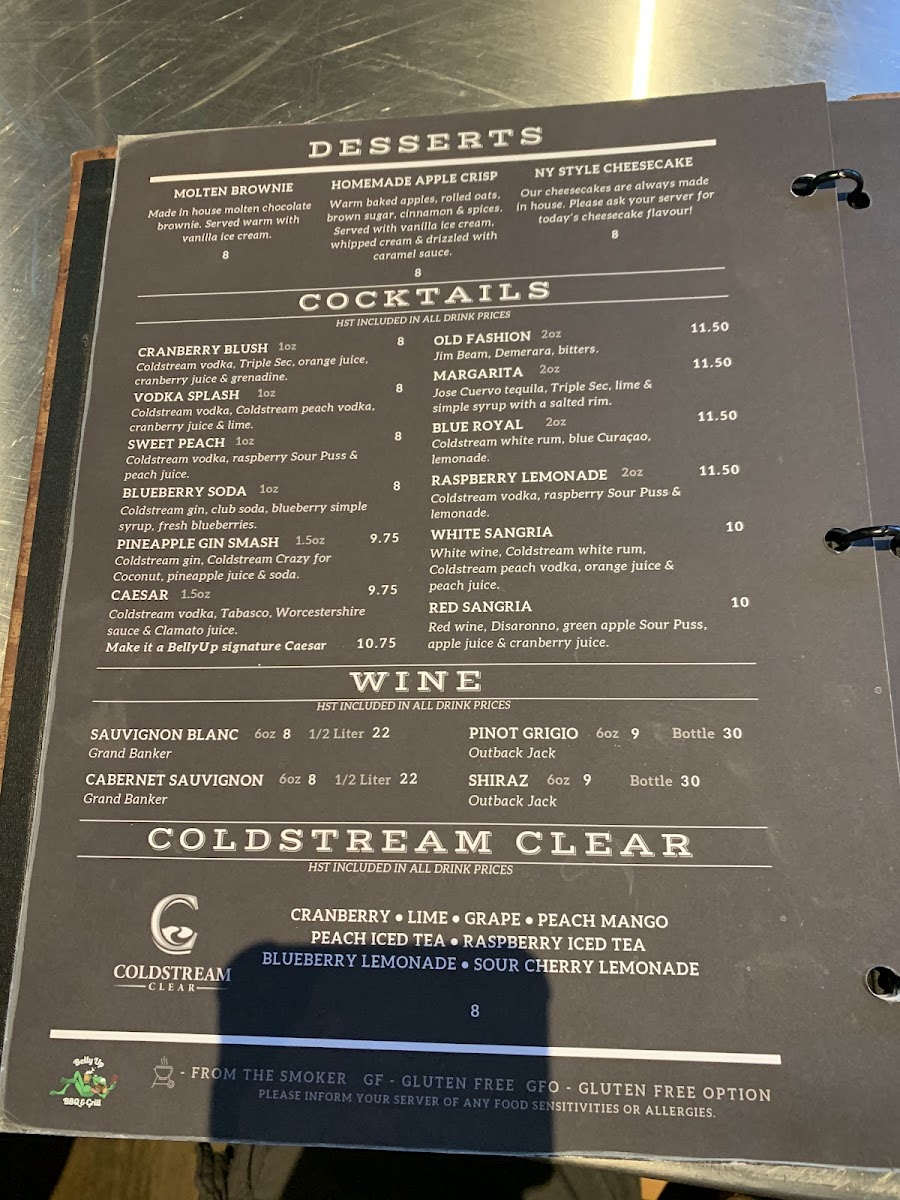 DESSERTS
MOLTEN BROWNIE
Made in house molten chocolate
brownie. Served warm with
vanilla ice cream.
8
HOMEMADE APPLE CRISP
Warm baked apples, rolled oats,
brown sugar, cinnamon & spices.
Served with vanilla ice cream,
whipped cream & drizzled with
caramel sauce.
8
NY STYLE CHEESECAKE
Our cheesecakes are always made
in house. Please ask your server for
today's cheesecake flavour!
8
COCKTAILS
HST INCLUDED IN ALL DRINK PRICES
CRANBERRY BLUSH 1oz 8
Coldstream vodka, Triple Sec, orange juice,
cranberry juice & grenadine.
VODKA SPLASH 1oz 8
Coldstream vodka, Coldstream peach vodka,
cranberry juice & lime.
SWEET PEACH 1oz 8
Coldstream vodka, raspberry Sour Puss &
peach juice.
BLUEBERRY SODA 1oz 8
Coldstream gin, club soda, blueberry simple
syrup, fresh blueberries.
PINEAPPLE GIN SMASH 1.5oz 9.75
Coldstream gin, Coldstream Crazy for
Coconut, pineapple juice & soda.
CAESAR 1.5oz 9.75
Coldstream vodka, Tabasco, Worcestershire
sauce & Clamato juice.
Make it a BellyUp signature Caesar 10.75
OLD FASHION 2oz 11.50
Jim Beam, Demerara, bitters.
MARGARITA 2oz 11.50
Jose Cuervo tequila, Triple Sec, lime &
simple syrup with a salted rim.
BLUE ROYAL 2oz 11.50
Coldstream white rum, blue Curaçao,
lemonade.
RASPBERRY LEMONADE 2oz 11.50
Coldstream vodka, raspberry Sour Puss &
lemonade.
WHITE SANGRIA 10
White wine, Coldstream white rum,
Coldstream peach vodka, orange juice &
peach juice.
RED SANGRIA 10
Red wine, Disaronno, green apple Sour Puss,
apple juice & cranberry juice.
WINE
HST INCLUDED IN ALL DRINK PRICES
SAUVIGNON BLANC 6oz 8 1/2 Liter 22
Grand Banker
CABERNET SAUVIGNON 6oz 8 1/2 Liter 22
Grand Banker
PINOT GRIGIO 6oz 9 Bottle 30
Outback Jack
SHIRAZ 6oz 9 Bottle 30
Outback Jack
COLDSTREAM CLEAR
HST INCLUDED IN ALL DRINK PRICES
C
COLDSTREAM
CLEAR
CRANBERRY • LIME • GRAPE • PEACH MANGO
PEACH ICED TEA • RASPBERRY ICED TEA
BLUEBERRY LEMONADE • SOUR CHERRY LEMONADE
8
Belly Up
BBQ & Grill
- FROM THE SMOKER GF - GLUTEN FREE GFO - GLUTEN FREE OPTION
PLEASE INFORM YOUR SERVER OF ANY FOOD SENSITIVITIES OR ALLERGIES.